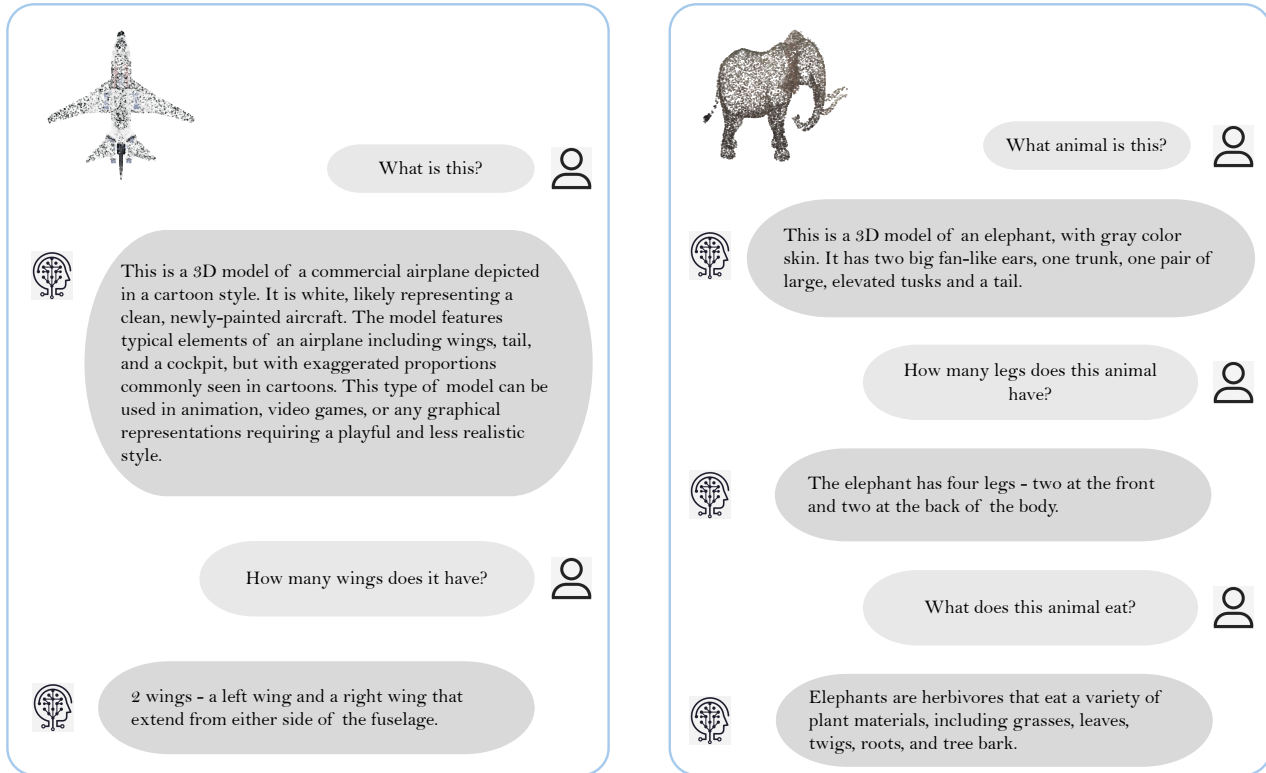 What is this?
This is a 3D model of a commercial airplane depicted
in a cartoon style. It is white, likely representing a
clean, newly-painted aircraft. The model features
typical elements of an airplane including wings, tail,
and a cockpit, but with exaggerated proportions
commonly seen in cartoons. This type of model can be
used in animation, video games, or any graphical
representations requiring a playful and less realistic
style.
How many wings does it have?
2 wings - a left wing and a right wing that
extend from either side of the fuselage.
What animal is this?
This is a 3D model of an elephant, with gray color
skin. It has two big fan-like ears, one trunk, one pair of
large, elevated tusks and a tail.
How many legs does this animal
have?
The elephant has four legs - two at the front
and two at the back of the body.
What does this animal eat?
Elephants are herbivores that eat a variety of
plant materials, including grasses, leaves,
twigs, roots, and tree bark.